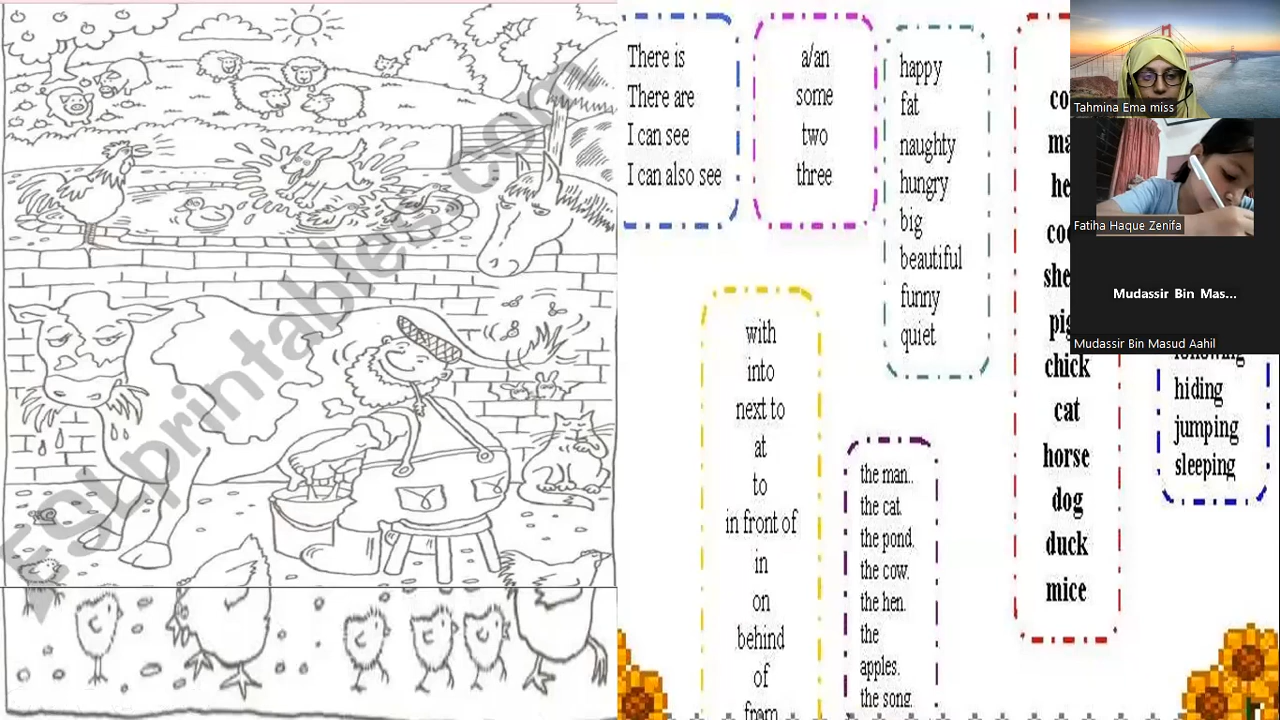 There is
There are
I can see
I can also see
a/an
some
two
three
happy
fat
naughty
hungry
big
beautiful
funny
quiet
with
into
next to
at
to
in front of
in
on
behind
of
from
the man..
the cat.
the pond.
the cow.
the hen.
the
apples.
the song.
chick
cat
horse
dog
duck
mice
following
hiding
jumping
sleeping
Tahmina Ema miss
Fatiha Haque Zenifa
Mudassir Bin Mas...
Mudassir Bin Masud Aahil
ESLprintables.com